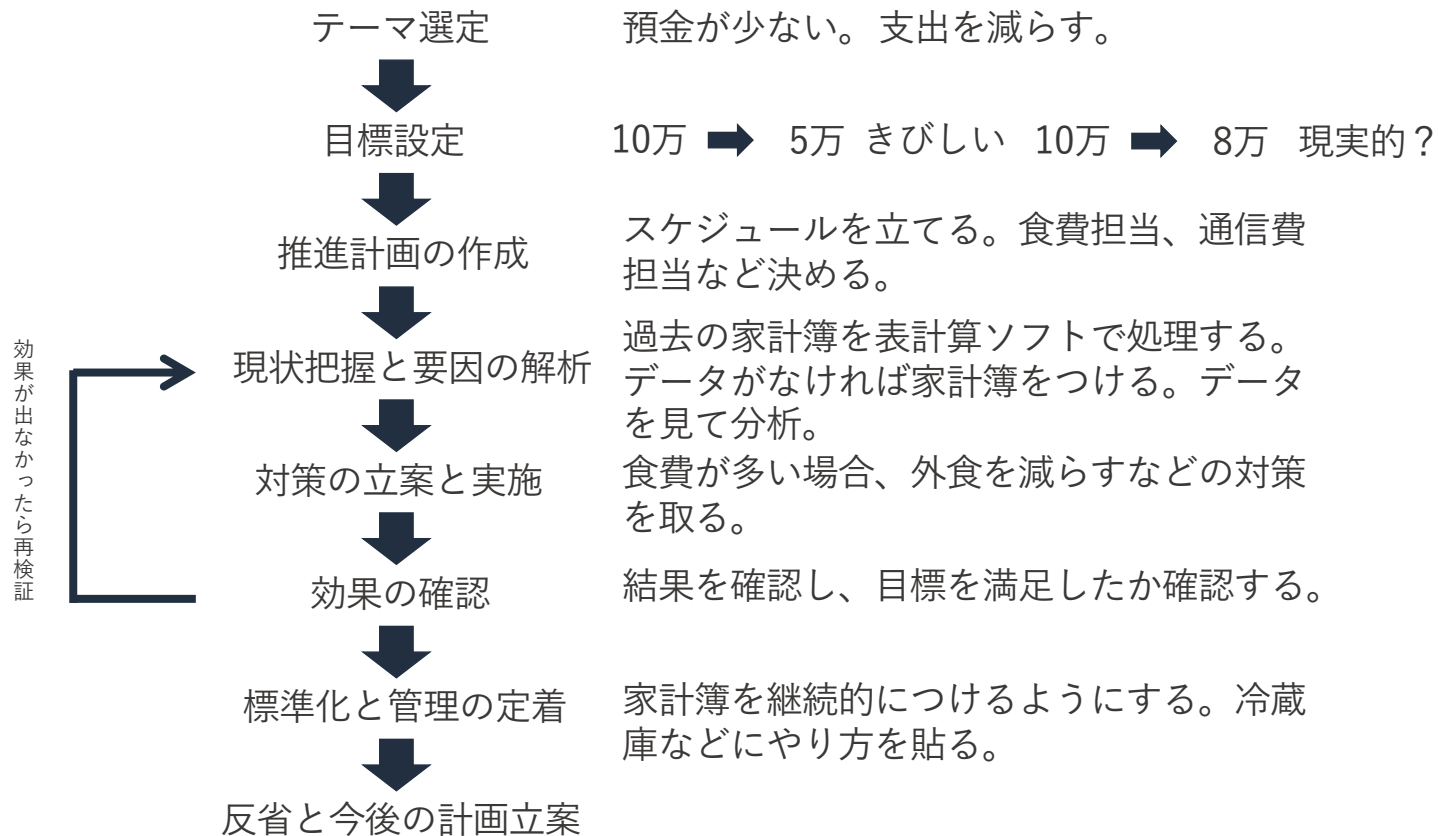 テーマ選定
預金が少ない。支出を減らす。
目標設定
10万 5万 きびしい 10万 8万 現実的？
推進計画の作成
スケジュールを立てる。食費担当、通信費
担当など決める。
現状把握と要因の解析
過去の家計簿を表計算ソフトで処理する。
データがなければ家計簿をつける。データ
を見て分析。
対策の立案と実施
食費が多い場合、外食を減らすなどの対策
を取る。
効果の確認
結果を確認し、目標を満足したか確認する。
効果が出なかったら再検証
標準化と管理の定着
家計簿を継続的につけるようにする。冷蔵
庫などにやり方を貼る。
反省と今後の計画立案